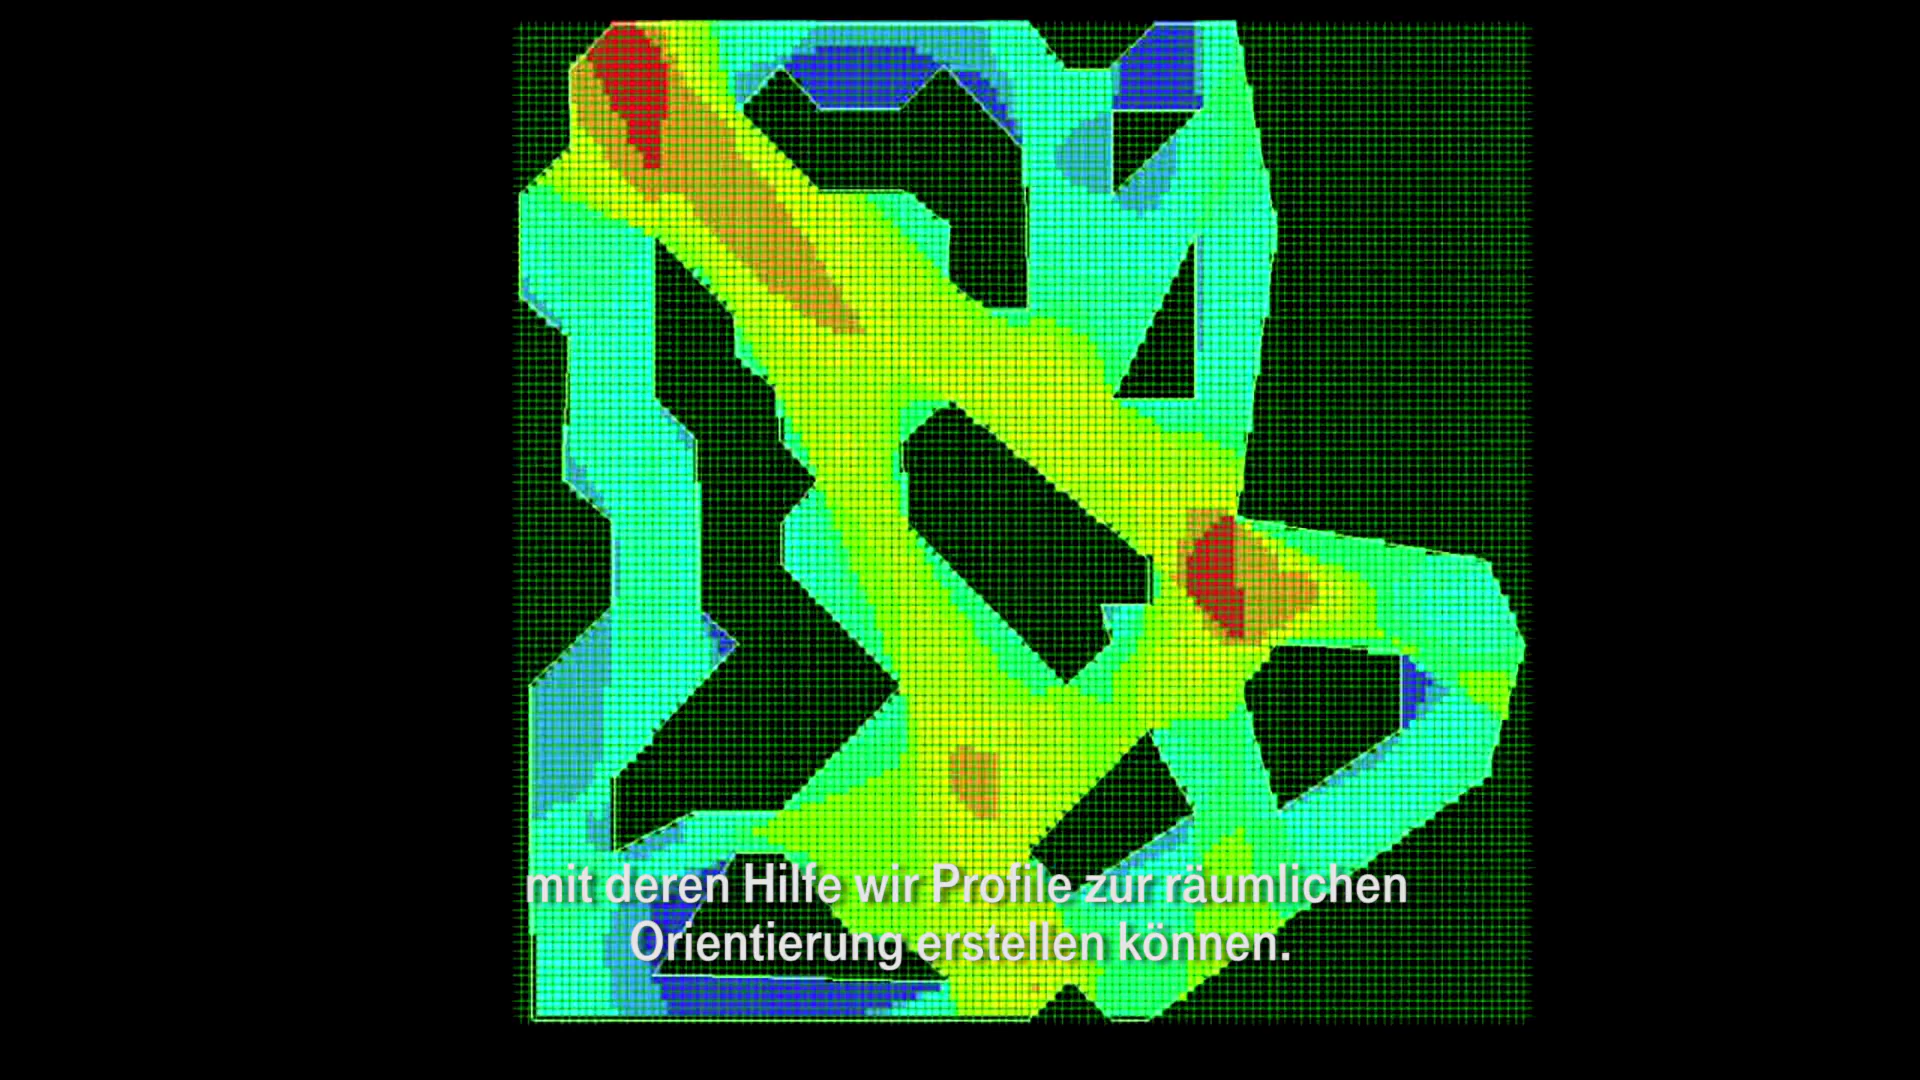 mit deren Hilfe wir Profile zur räumlichen
Orientierung erstellen können.